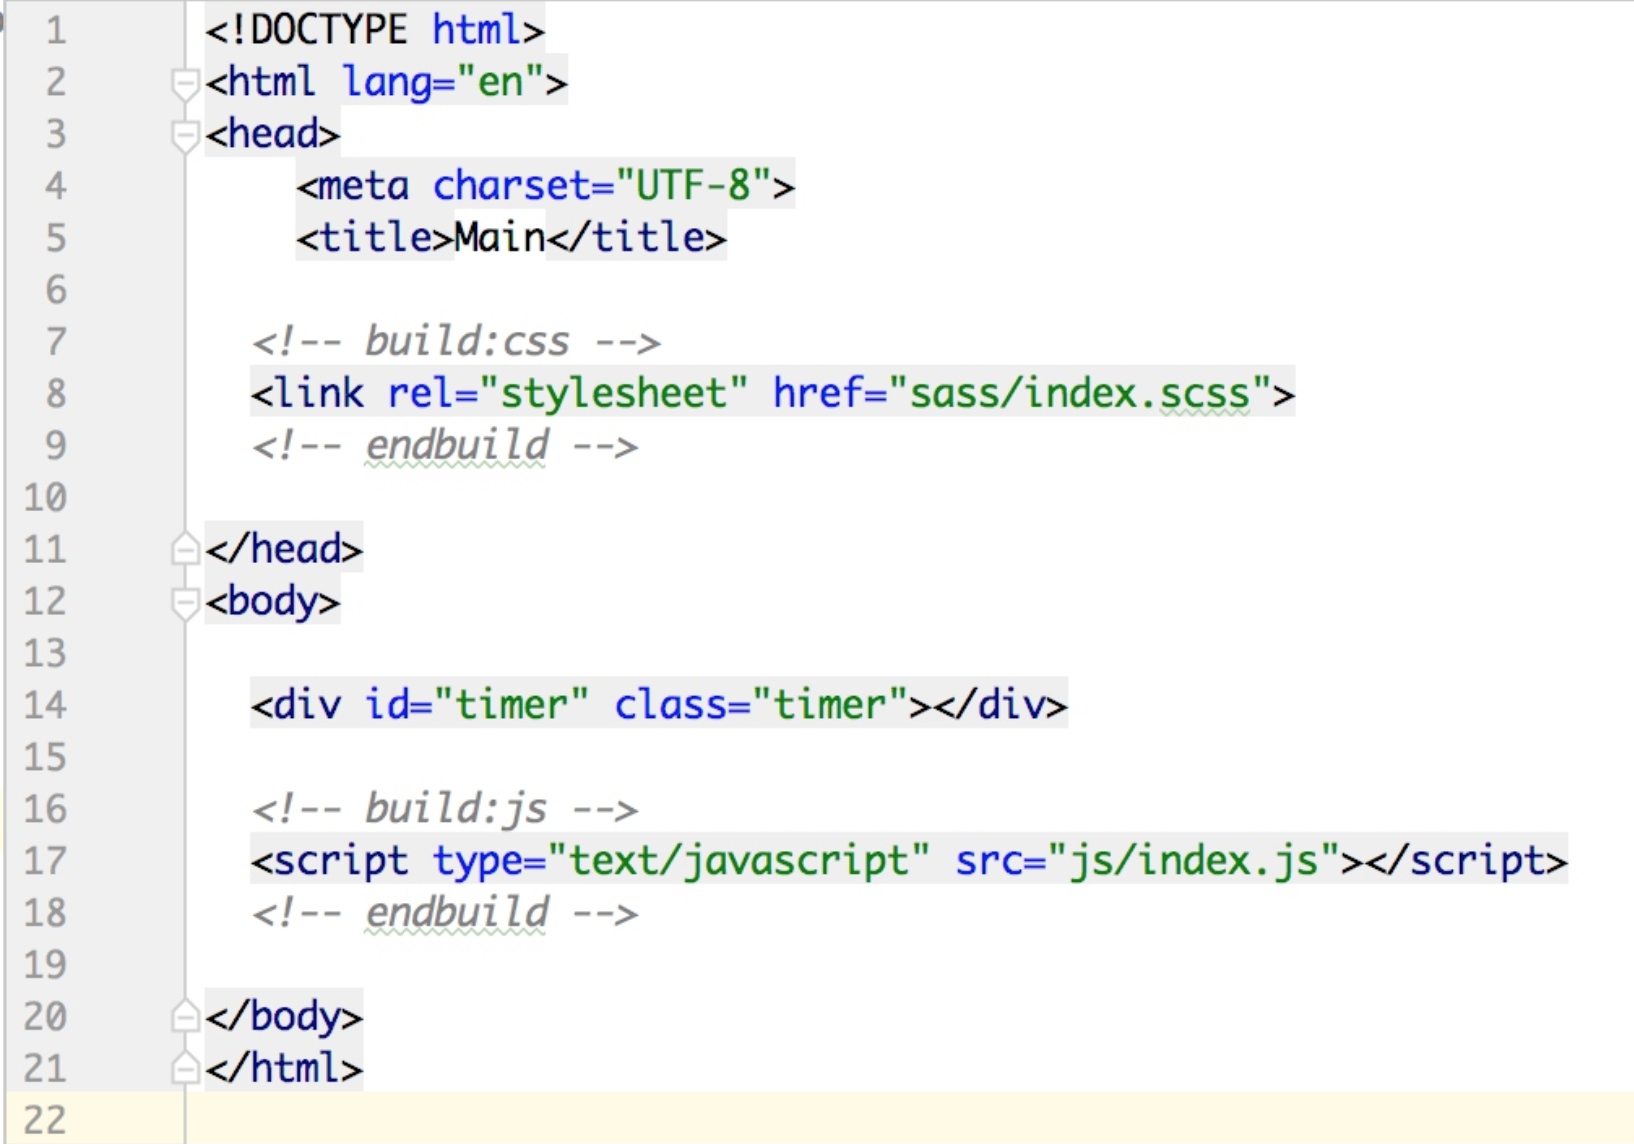 1 <!DOCTYPE html>
2 <html lang="en">
3 <head>
4 <meta charset="UTF-8">
5 <title>Main</title>
6
7 <!-- build:css -->
8 <link rel="stylesheet" href="sass/index.scss">
9 <!-- endbuild -->
10
11 </head>
12 <body>
13
14 <div id="timer" class="timer"></div>
15
16 <!-- build:js -->
17 <script type="text/javascript" src="js/index.js"></script>
18 <!-- endbuild -->
19
20 </body>
21 </html>
22